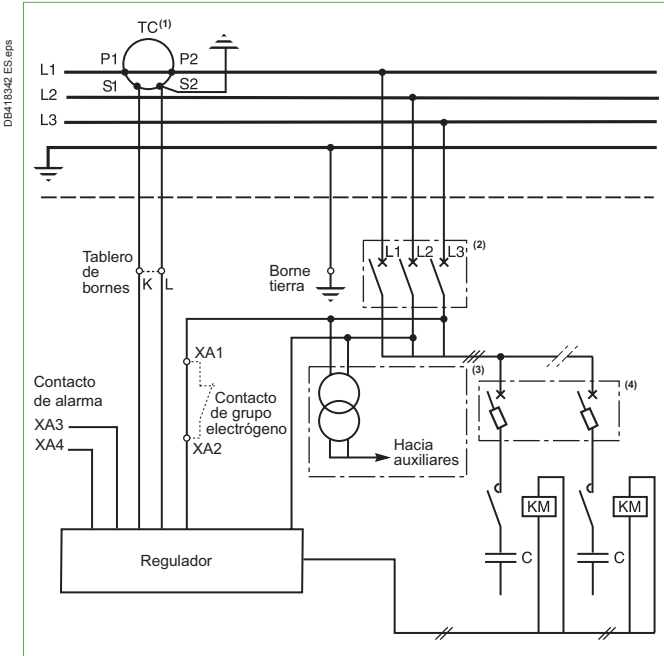 DB418342 ES.eps
TC(1)
P1 P2
L1
S1 S2
L2
L3
L1 L2 L3 (2)
Tablero
de
bornes
K L
Borne
tierra
XA1
(3)
(4)
Contacto
de grupo
electrógeno
Contacto
de alarma
XA3
XA4
XA2
Hacia
auxiliares
KM KM
C C
Regulador